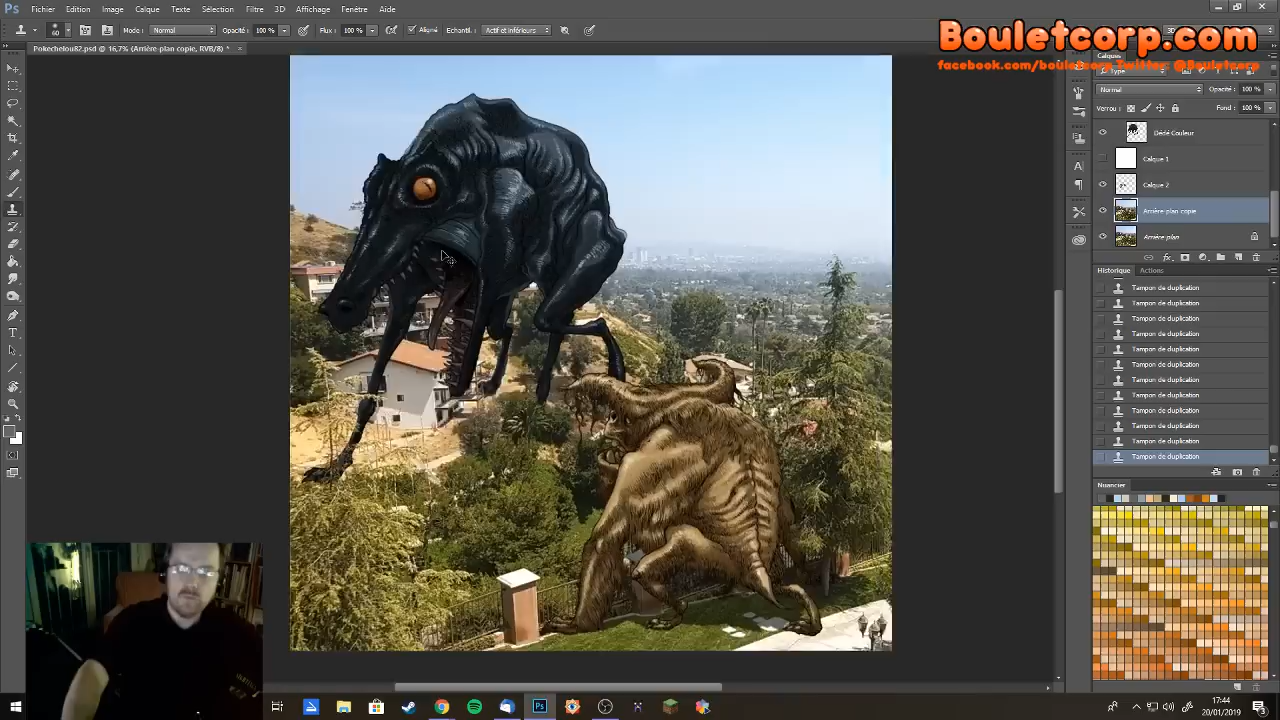 Ps Fichier Edition Image Calque Texte Sélection Filtre 3D Affichage Fenêtre Aide
60 Mode : Normal Opacité : 100 % Flux : 100 % Aligné Echantil. : Actif et inférieurs
Bouletcorp.com
facebook.com/bouletcorp Twitter: @Bouletcorp
Pokechelou82.psd @ 16,7% (Arrière-plan copie, RVB/8) *
Calques
Type
Normal Opacité : 100 %
Verrou : Fond : 100 %
Dédé Couleur
Calque 1
Calque 2
Arrière-plan copie
Arrière-plan
Historique Actions
Tampon de duplication
Tampon de duplication
Tampon de duplication
Tampon de duplication
Tampon de duplication
Tampon de duplication
Tampon de duplication
Tampon de duplication
Tampon de duplication
Tampon de duplication
Tampon de duplication
Tampon de duplication
Nuancier
17:44
20/01/2019